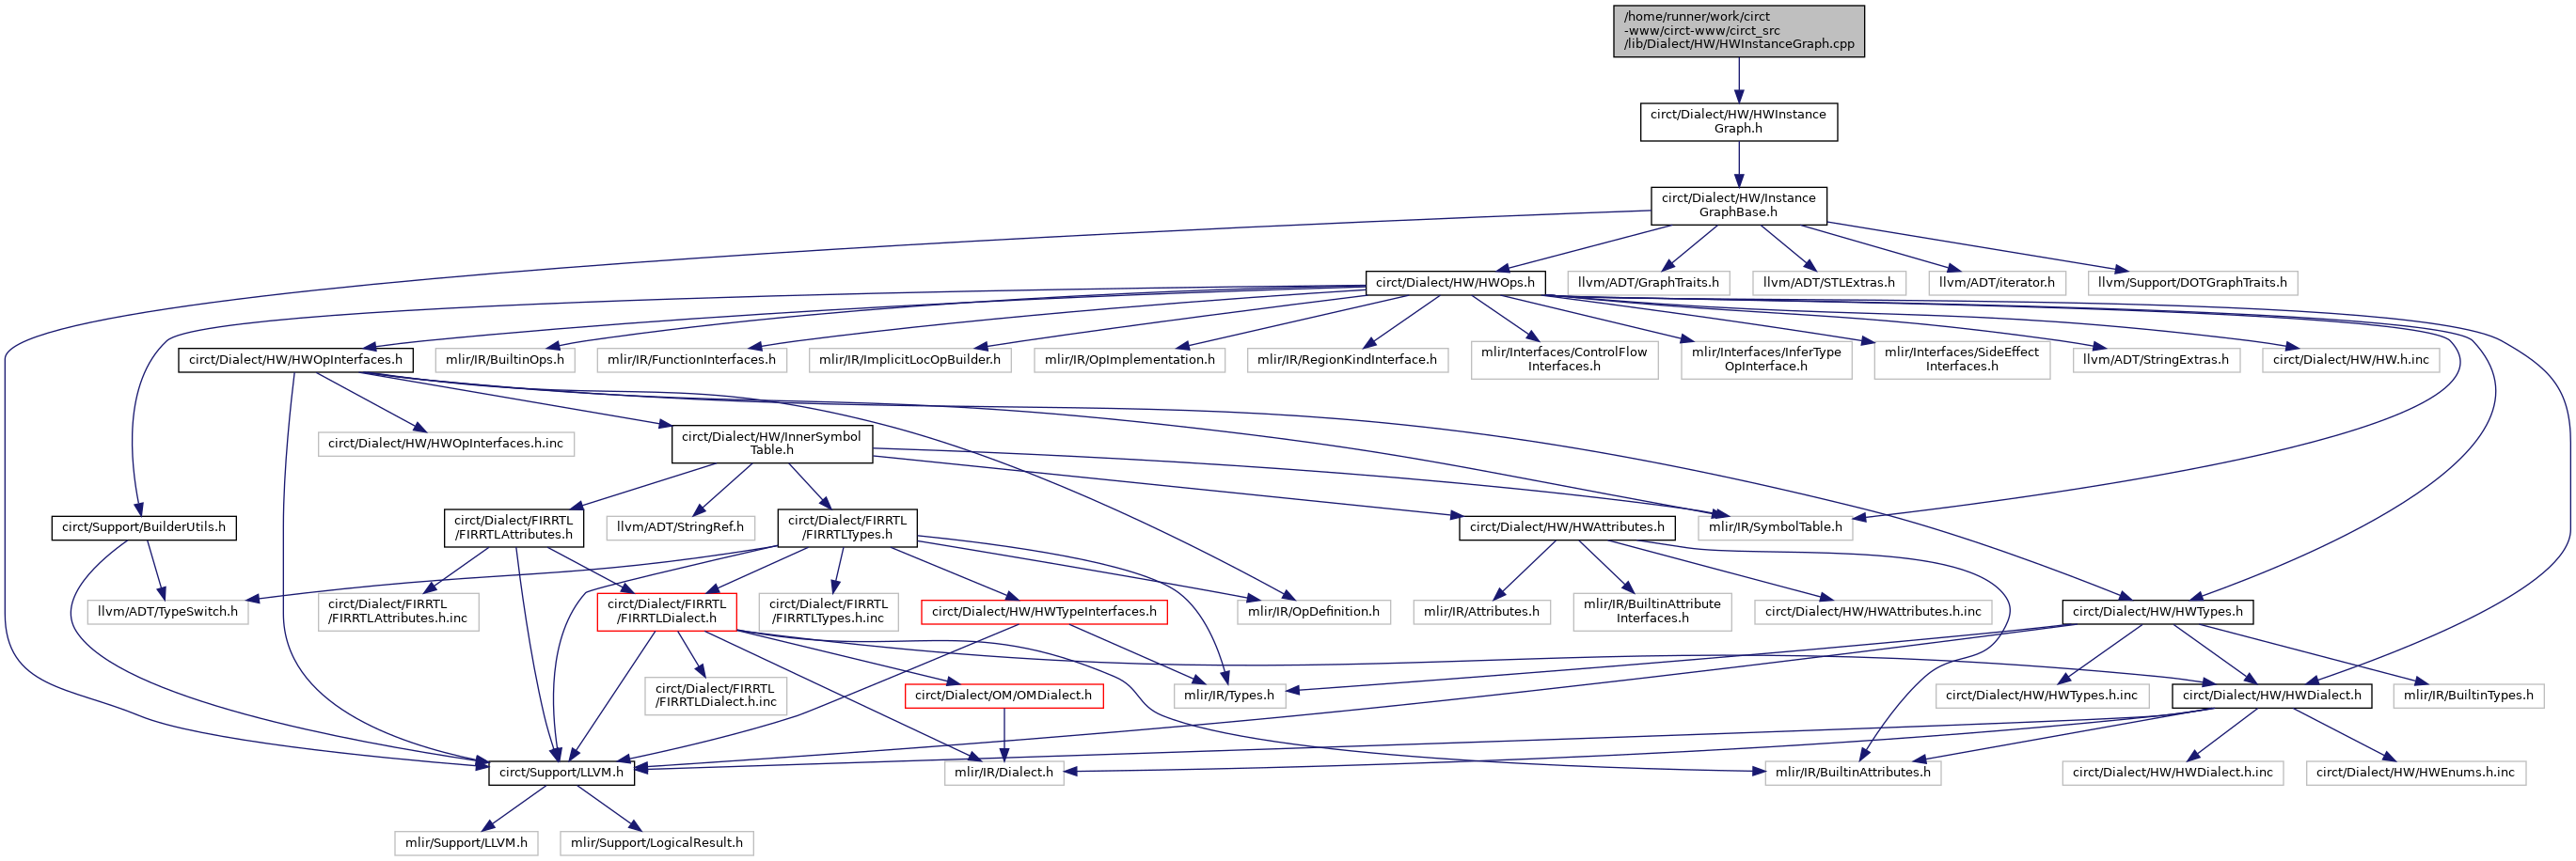 /home/runner/work/circt
-www/circt-www/circt_src
/lib/Dialect/HW/HWInstanceGraph.cpp
circt/Dialect/HW/HWInstance
Graph.h
circt/Dialect/HW/Instance
GraphBase.h
circt/Dialect/HW/HWOps.h
llvm/ADT/GraphTraits.h
llvm/ADT/STLExtras.h
llvm/ADT/iterator.h
llvm/Support/DOTGraphTraits.h
circt/Dialect/HW/HWOpInterfaces.h
mlir/IR/BuiltinOps.h
mlir/IR/FunctionInterfaces.h
mlir/IR/ImplicitLocOpBuilder.h
mlir/IR/OpImplementation.h
mlir/IR/RegionKindInterface.h
mlir/Interfaces/ControlFlow
Interfaces.h
mlir/Interfaces/InferType
OpInterface.h
mlir/Interfaces/SideEffect
Interfaces.h
llvm/ADT/StringExtras.h
circt/Dialect/HW/HW.h.inc
circt/Dialect/HW/HWOpInterfaces.h.inc
circt/Dialect/HW/InnerSymbol
Table.h
circt/Support/BuilderUtils.h
circt/Dialect/FIRRTL
/FIRRTLAttributes.h
llvm/ADT/StringRef.h
circt/Dialect/FIRRTL
/FIRRTLTypes.h
circt/Dialect/HW/HWAttributes.h
mlir/IR/SymbolTable.h
llvm/ADT/TypeSwitch.h
circt/Dialect/FIRRTL
/FIRRTLAttributes.h.inc
circt/Dialect/FIRRTL
/FIRRTLDialect.h
circt/Dialect/FIRRTL
/FIRRTLTypes.h.inc
circt/Dialect/HW/HWTypeInterfaces.h
mlir/IR/OpDefinition.h
mlir/IR/Attributes.h
mlir/IR/BuiltinAttribute
Interfaces.h
circt/Dialect/HW/HWAttributes.h.inc
circt/Dialect/HW/HWTypes.h
circt/Dialect/FIRRTL
/FIRRTLDialect.h.inc
circt/Dialect/OM/OMDialect.h
mlir/IR/Types.h
circt/Dialect/HW/HWTypes.h.inc
circt/Dialect/HW/HWDialect.h
mlir/IR/BuiltinTypes.h
circt/Support/LLVM.h
mlir/IR/Dialect.h
mlir/IR/BuiltinAttributes.h
circt/Dialect/HW/HWDialect.h.inc
circt/Dialect/HW/HWEnums.h.inc
mlir/Support/LLVM.h
mlir/Support/LogicalResult.h